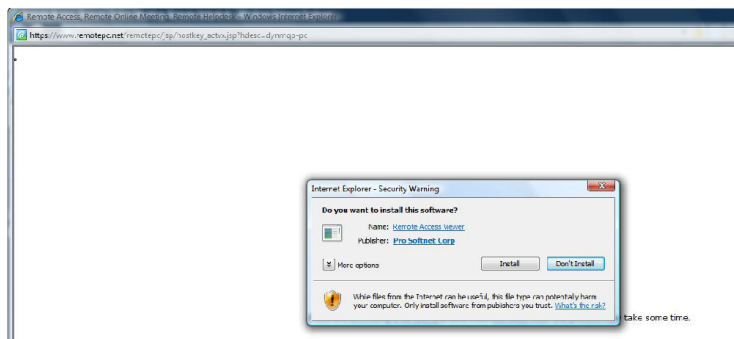 Remote Access, Remote Online Meeting, Remote Helpdesk - Windows Internet Explorer
https://www.remotepc.net/remotepc/jsp/hostkey_actvx.jsp?hdesc=
Internet Explorer - Security Warning
Do you want to install this software?
Name: Remote Access Viewer
Publisher: Pro Softnet Corp
More options
Install
Don't Install
While files from the Internet can be useful, this file type can potentially harm
your computer. Only install software from publishers you trust. What's the risk?
take some time.